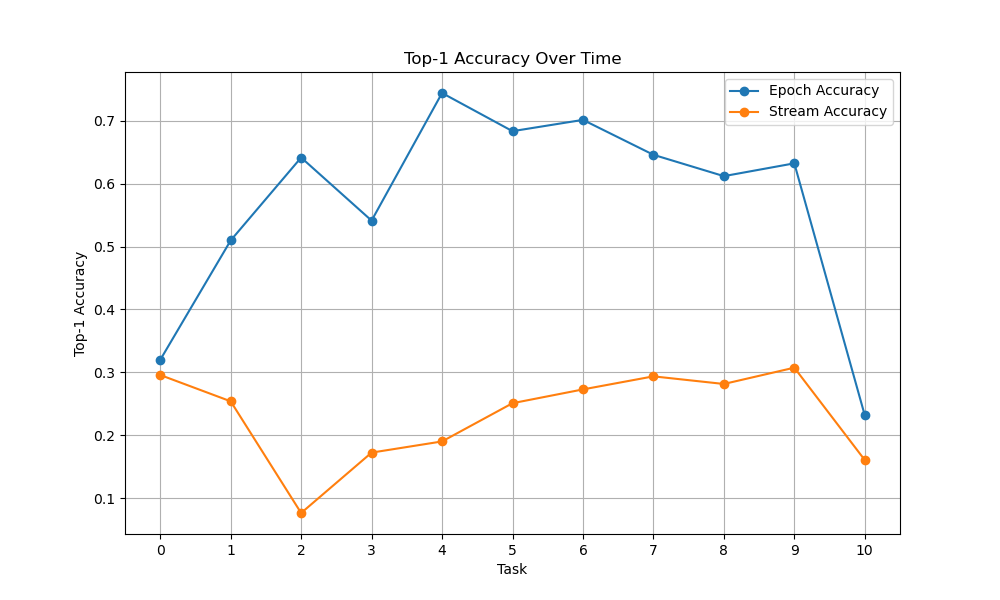 Top-1 Accuracy Over Time
Epoch Accuracy
Stream Accuracy
Top-1 Accuracy
0.7
0.6
0.5
0.4
0.3
0.2
0.1
0 1 2 3 4 5 6 7 8 9 10
Task